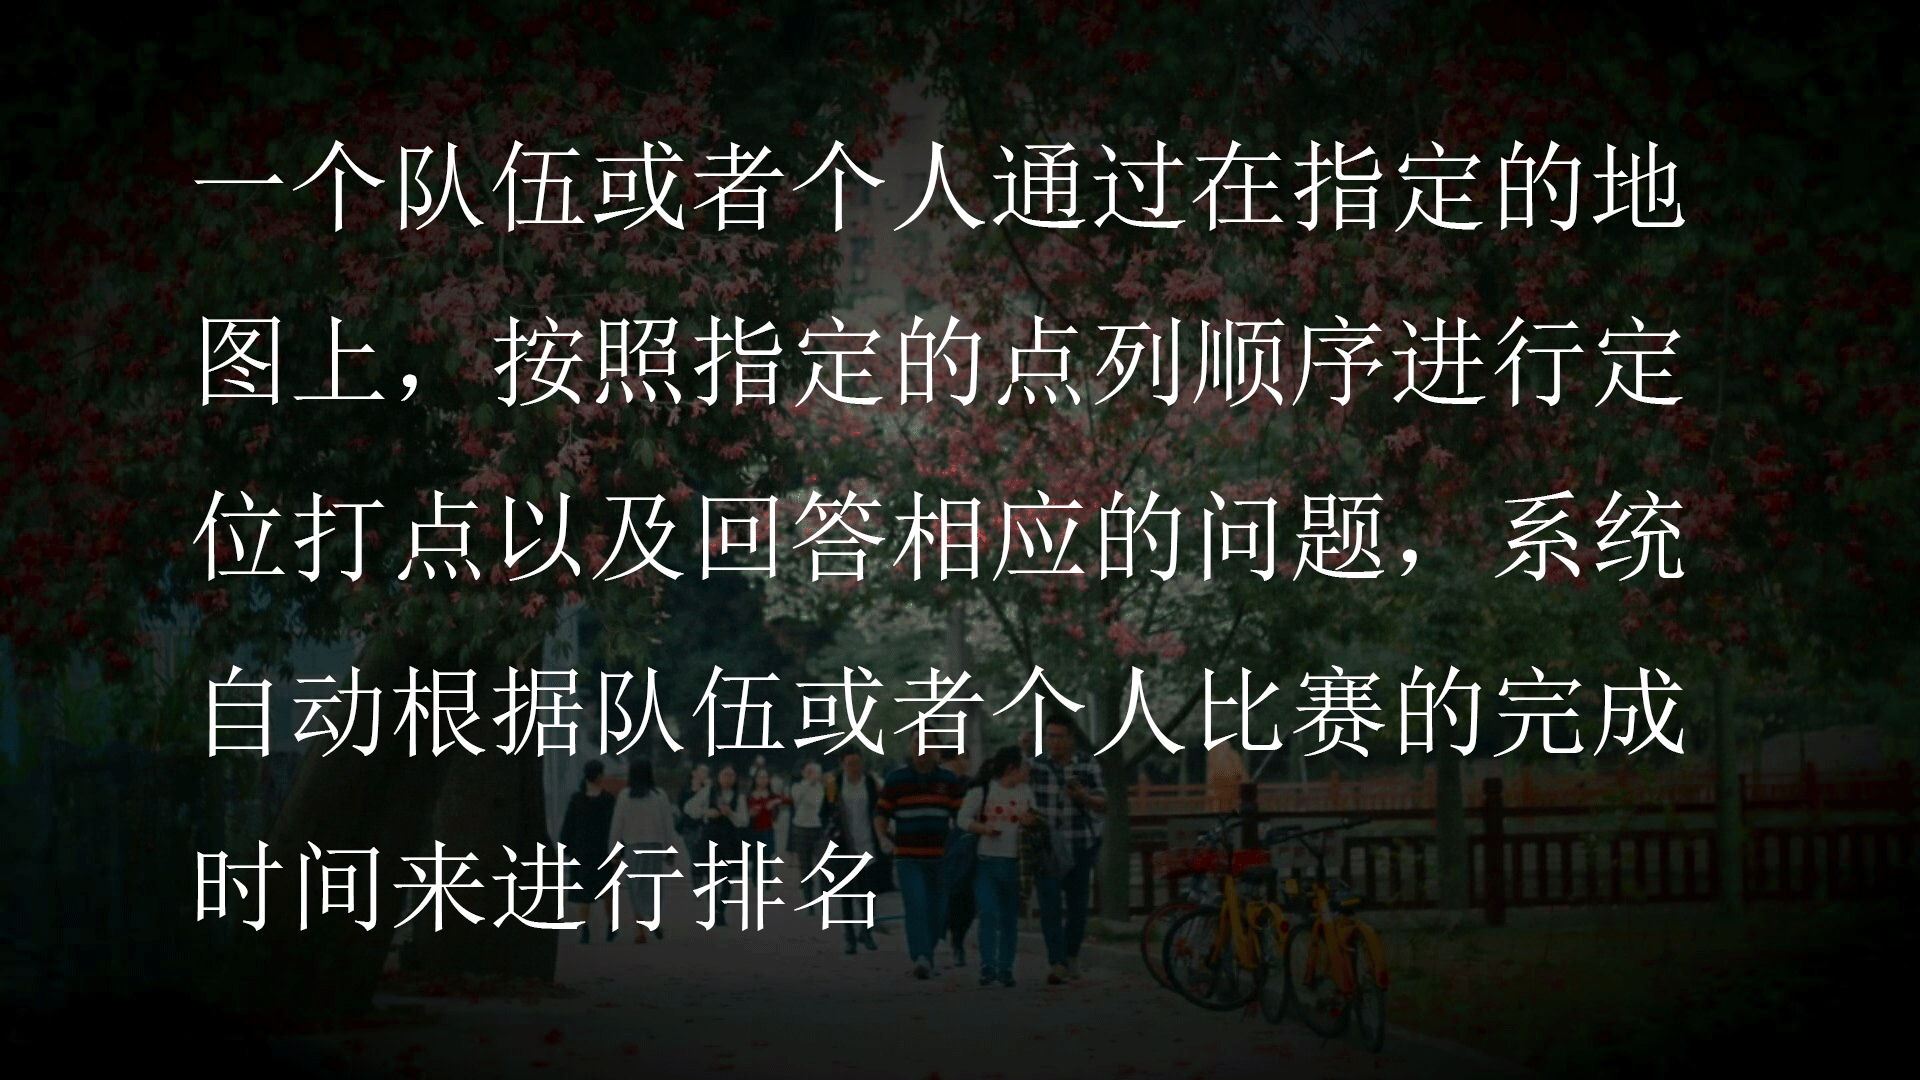 一个队伍或者个人通过在指定的地
图上，按照指定的点列顺序进行定
位打点以及回答相应的问题，系统
自动根据队伍或者个人比赛的完成
时间来进行排名